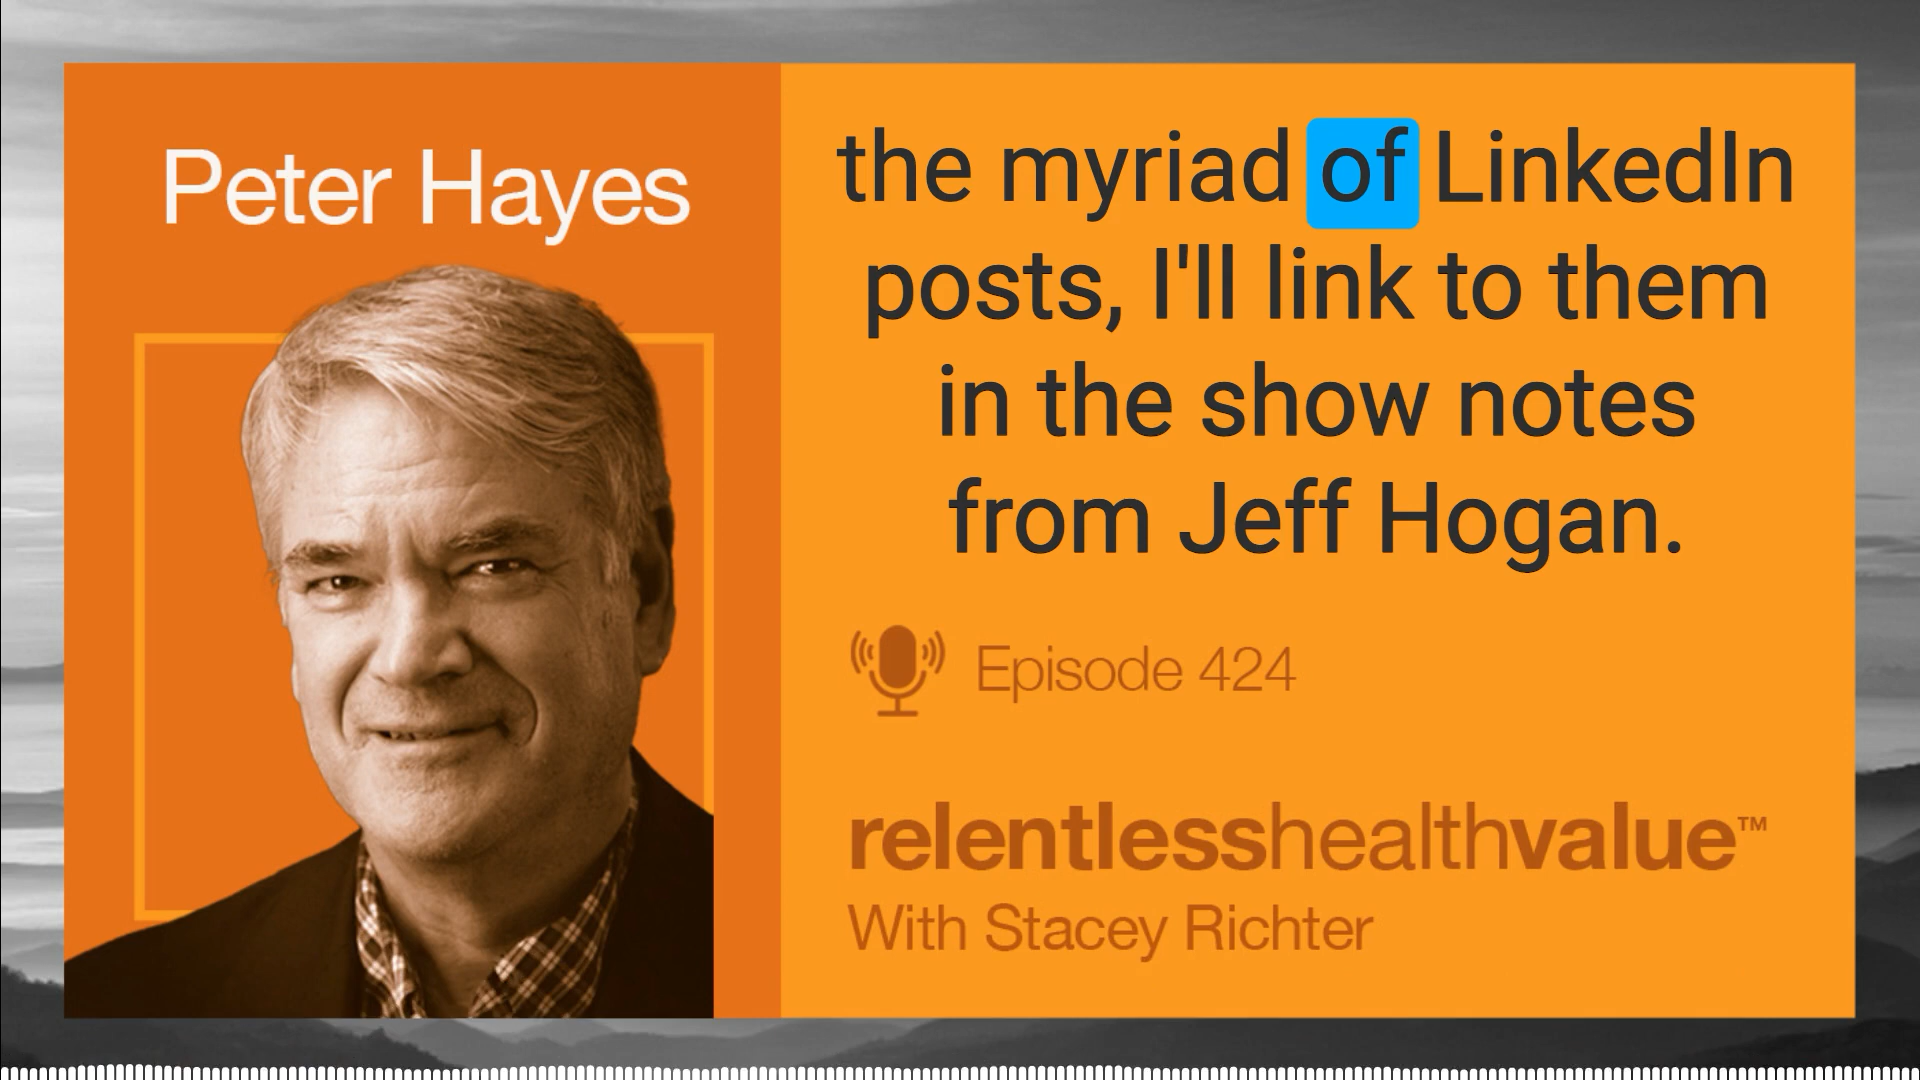 Peter Hayes
the myriad of LinkedIn
posts, I'll link to them
in the show notes
from Jeff Hogan.
Episode 424
relentlesshealthvalue™
With Stacey Richter